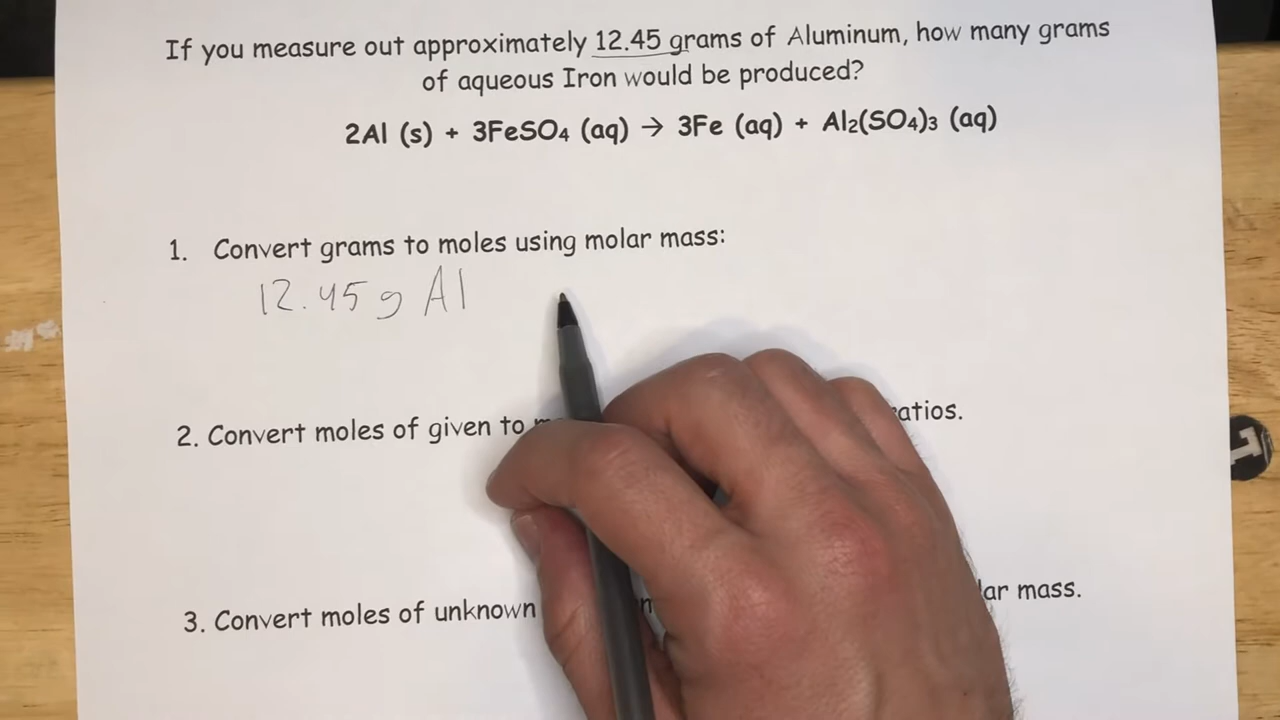 If you measure out approximately 12.45 grams of Aluminum, how many grams
of aqueous Iron would be produced?
2Al (s) + 3FeSO4 (aq) → 3Fe (aq) + Al2(SO4)3 (aq)
1. Convert grams to moles using molar mass:
12.45 g Al
2. Convert moles of given to
3. Convert moles of unknown mass.